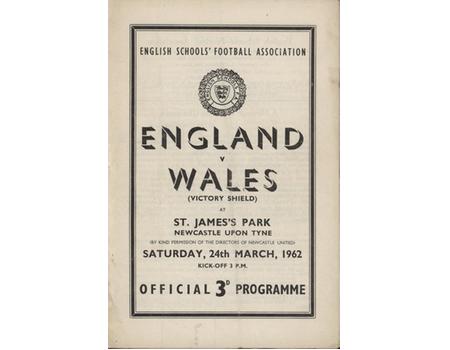 ENGLISH SCHOOLS' FOOTBALL ASSOCIATION
ENGLAND
v
WALES
(VICTORY SHIELD)
AT
ST. JAMES'S PARK
NEWCASTLE UPON TYNE
(BY KIND PERMISSION OF THE DIRECTORS OF NEWCASTLE UNITED)
SATURDAY, 24th MARCH, 1962
KICK-OFF 3 P.M.
OFFICIAL 3D PROGRAMME